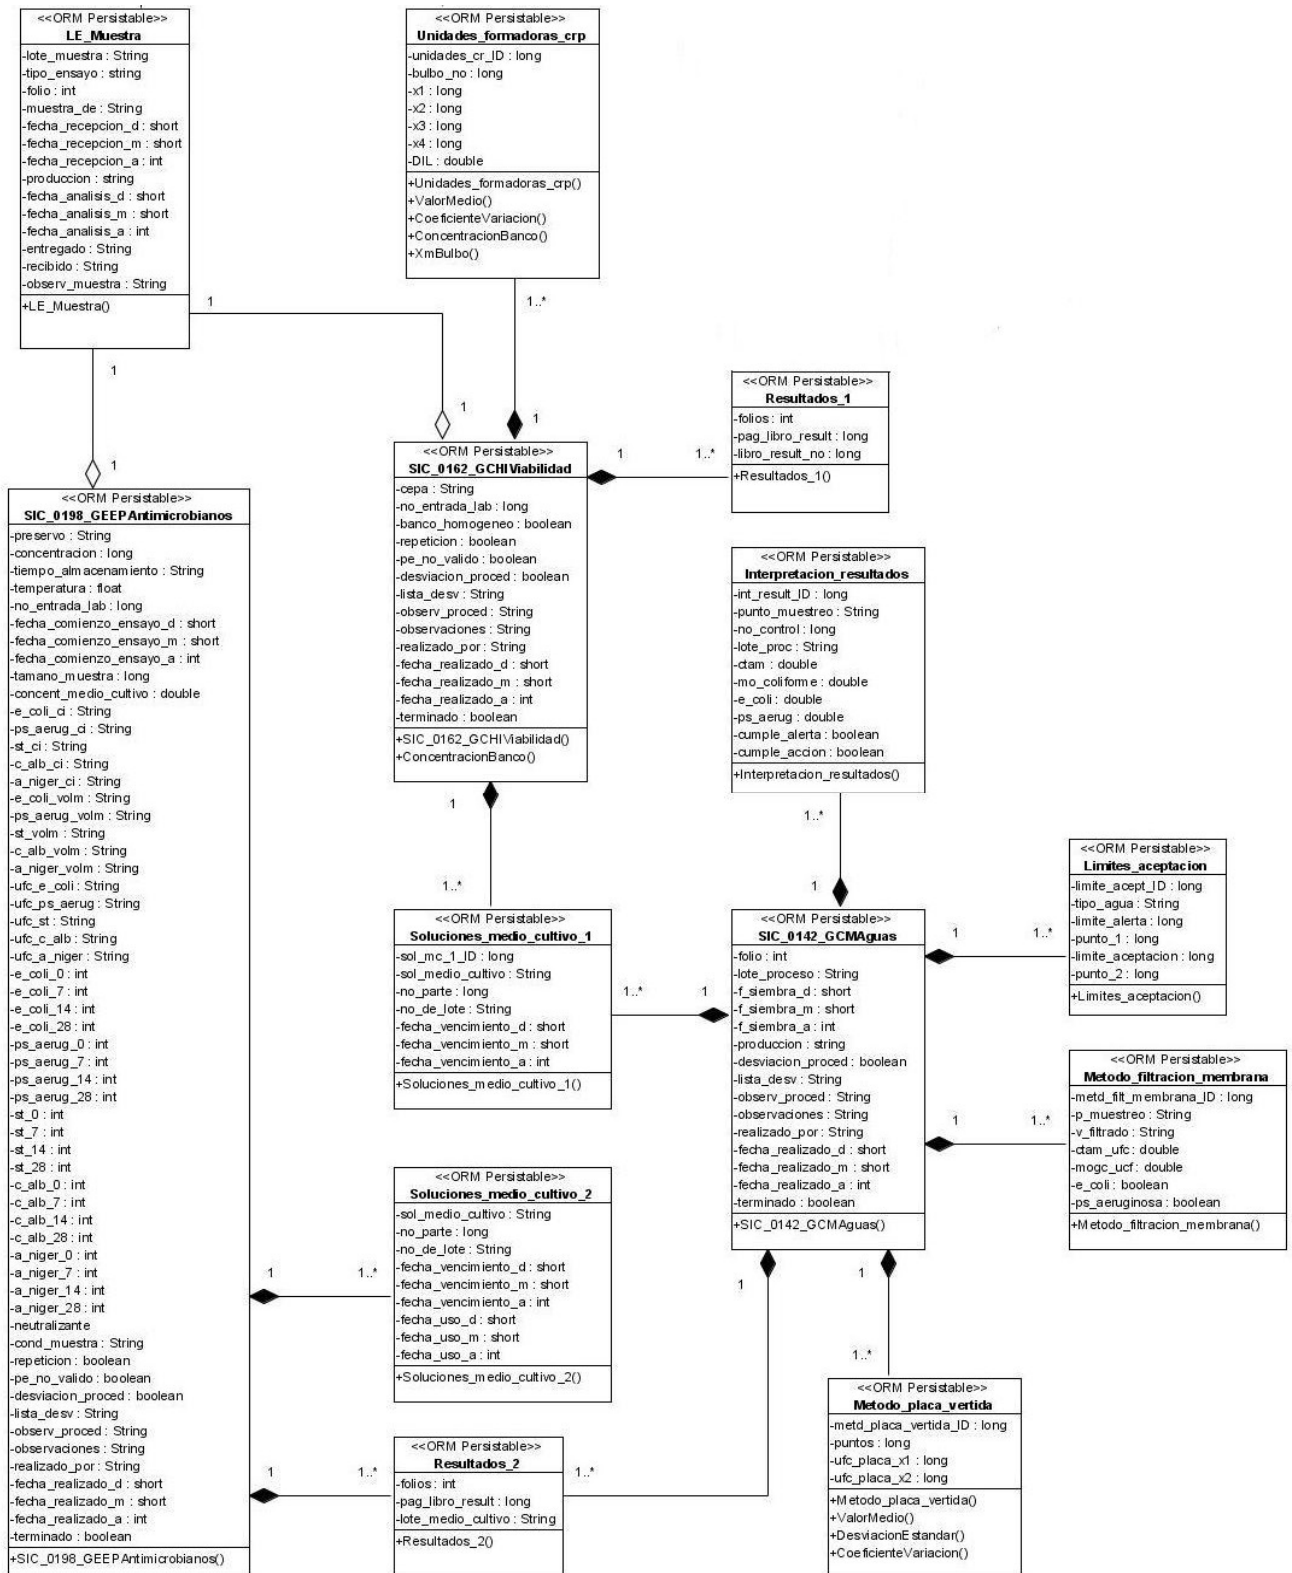 <<ORM Persistable>>
LE_Muestra
-lote_muestra : String
-tipo_ensayo : string
-folio : int
-muestra_de : String
-fecha_recepcion_d : short
-fecha_recepcion_m : short
-fecha_recepcion_a : int
-produccion : string
-fecha_analisis_d : short
-fecha_analisis_m : short
-fecha_analisis_a : int
-entregado : String
-recibido : String
-observ_muestra : String
+LE_Muestra()
<<ORM Persistable>>
Unidades_formadoras_crp
-unidades_cr_ID : long
-bulbo_no : long
-x1 : long
-x2 : long
-x3 : long
-x4 : long
-DIL : double
+Unidades_formadoras_crp()
+ValorMedio()
+CoeficienteVariacion()
+ConcentracionBanco()
+XmBulbo()
1
1..*
1
1
1
1
<<ORM Persistable>>
Resultados_1
-folios : int
-pag_libro_result : long
-libro_result_no : long
+Resultados_1()
<<ORM Persistable>>
SIC_0162_GCHIViabilidad
-cepa : String
-no_entrada_lab : long
-banco_homogeneo : boolean
-repeticion : boolean
-pe_no_valido : boolean
-desviacion_proced : boolean
-lista_desv : String
-observ_proced : String
-observaciones : String
-realizado_por : String
-fecha_realizado_d : short
-fecha_realizado_m : short
-fecha_realizado_a : int
-terminado : boolean
+SIC_0162_GCHIViabilidad()
+ConcentracionBanco()
1
1..*
<<ORM Persistable>>
SIC_0198_GEEPAntimicrobianos
-preservo : String
-concentracion : long
-tiempo_almacenamiento : String
-temperatura : float
-no_entrada_lab : long
-fecha_comienzo_ensayo_d : short
-fecha_comienzo_ensayo_m : short
-fecha_comienzo_ensayo_a : int
-tamano_muestra : long
-concent_medio_cultivo : double
-e_coli_ci : String
-ps_aerug_ci : String
-st_ci : String
-c_alb_ci : String
-a_niger_ci : String
-e_coli_volm : String
-ps_aerug_volm : String
-st_volm : String
-c_alb_volm : String
-a_niger_volm : String
-ufc_e_coli : String
-ufc_ps_aerug : String
-ufc_st : String
-ufc_c_alb : String
-ufc_a_niger : String
-e_coli_0 : int
-e_coli_7 : int
-e_coli_14 : int
-e_coli_28 : int
-ps_aerug_0 : int
-ps_aerug_7 : int
-ps_aerug_14 : int
-ps_aerug_28 : int
-st_0 : int
-st_7 : int
-st_14 : int
-st_28 : int
-c_alb_0 : int
-c_alb_7 : int
-c_alb_14 : int
-c_alb_28 : int
-a_niger_0 : int
-a_niger_7 : int
-a_niger_14 : int
-a_niger_28 : int
-neutralizante
-cond_muestra : String
-repeticion : boolean
-pe_no_valido : boolean
-desviacion_proced : boolean
-lista_desv : String
-observ_proced : String
-observaciones : String
-realizado_por : String
-fecha_realizado_d : short
-fecha_realizado_m : short
-fecha_realizado_a : int
-terminado : boolean
+SIC_0198_GEEPAntimicrobianos()
<<ORM Persistable>>
Interpretacion_resultados
-int_result_ID : long
-punto_muestreo : String
-no_control : long
-lote_proc : String
-ctam : double
-mo_coliforme : double
-e_coli : double
-ps_aerug : double
-cumple_alerta : boolean
-cumple_accion : boolean
+Interpretacion_resultados()
1
1..*
1..*
1
<<ORM Persistable>>
Limites_aceptacion
-limite_acept_ID : long
-tipo_agua : String
-limite_alerta : long
-punto_1 : long
-limite_aceptacion : long
-punto_2 : long
+Limites_aceptacion()
<<ORM Persistable>>
Soluciones_medio_cultivo_1
-sol_mc_1_ID : long
-sol_medio_cultivo : String
-no_parte : long
-no_de_lote : String
-fecha_vencimiento_d : short
-fecha_vencimiento_m : short
-fecha_vencimiento_a : int
+Soluciones_medio_cultivo_1()
1..*
1
<<ORM Persistable>>
SIC_0142_GCMAguas
-folio : int
-lote_proceso : String
-f_siembra_d : short
-f_siembra_m : short
-f_siembra_a : int
-produccion : string
-desviacion_proced : boolean
-lista_desv : String
-observ_proced : String
-observaciones : String
-realizado_por : String
-fecha_realizado_d : short
-fecha_realizado_m : short
-fecha_realizado_a : int
-terminado : boolean
+SIC_0142_GCMAguas()
1
1..*
1
1..*
<<ORM Persistable>>
Metodo_filtracion_membrana
-metd_filt_membrana_ID : long
-p_muestreo : String
-v_filtrado : String
-ctam_ufc : double
-mogc_ucf : double
-e_coli : boolean
-ps_aeruginosa : boolean
+Metodo_filtracion_membrana()
<<ORM Persistable>>
Soluciones_medio_cultivo_2
-sol_medio_cultivo : String
-no_parte : long
-no_de_lote : String
-fecha_vencimiento_d : short
-fecha_vencimiento_m : short
-fecha_vencimiento_a : int
-fecha_uso_d : short
-fecha_uso_m : short
-fecha_uso_a : int
+Soluciones_medio_cultivo_2()
1
1..*
1
1
1..*
<<ORM Persistable>>
Metodo_placa_vertida
-metd_placa_vertida_ID : long
-puntos : long
-ufc_placa_x1 : long
-ufc_placa_x2 : long
+Metodo_placa_vertida()
+ValorMedio()
+DesviacionEstandar()
+CoeficienteVariacion()
<<ORM Persistable>>
Resultados_2
-folios : int
-pag_libro_result : long
-lote_medio_cultivo : String
+Resultados_2()
1
1..*
1..*